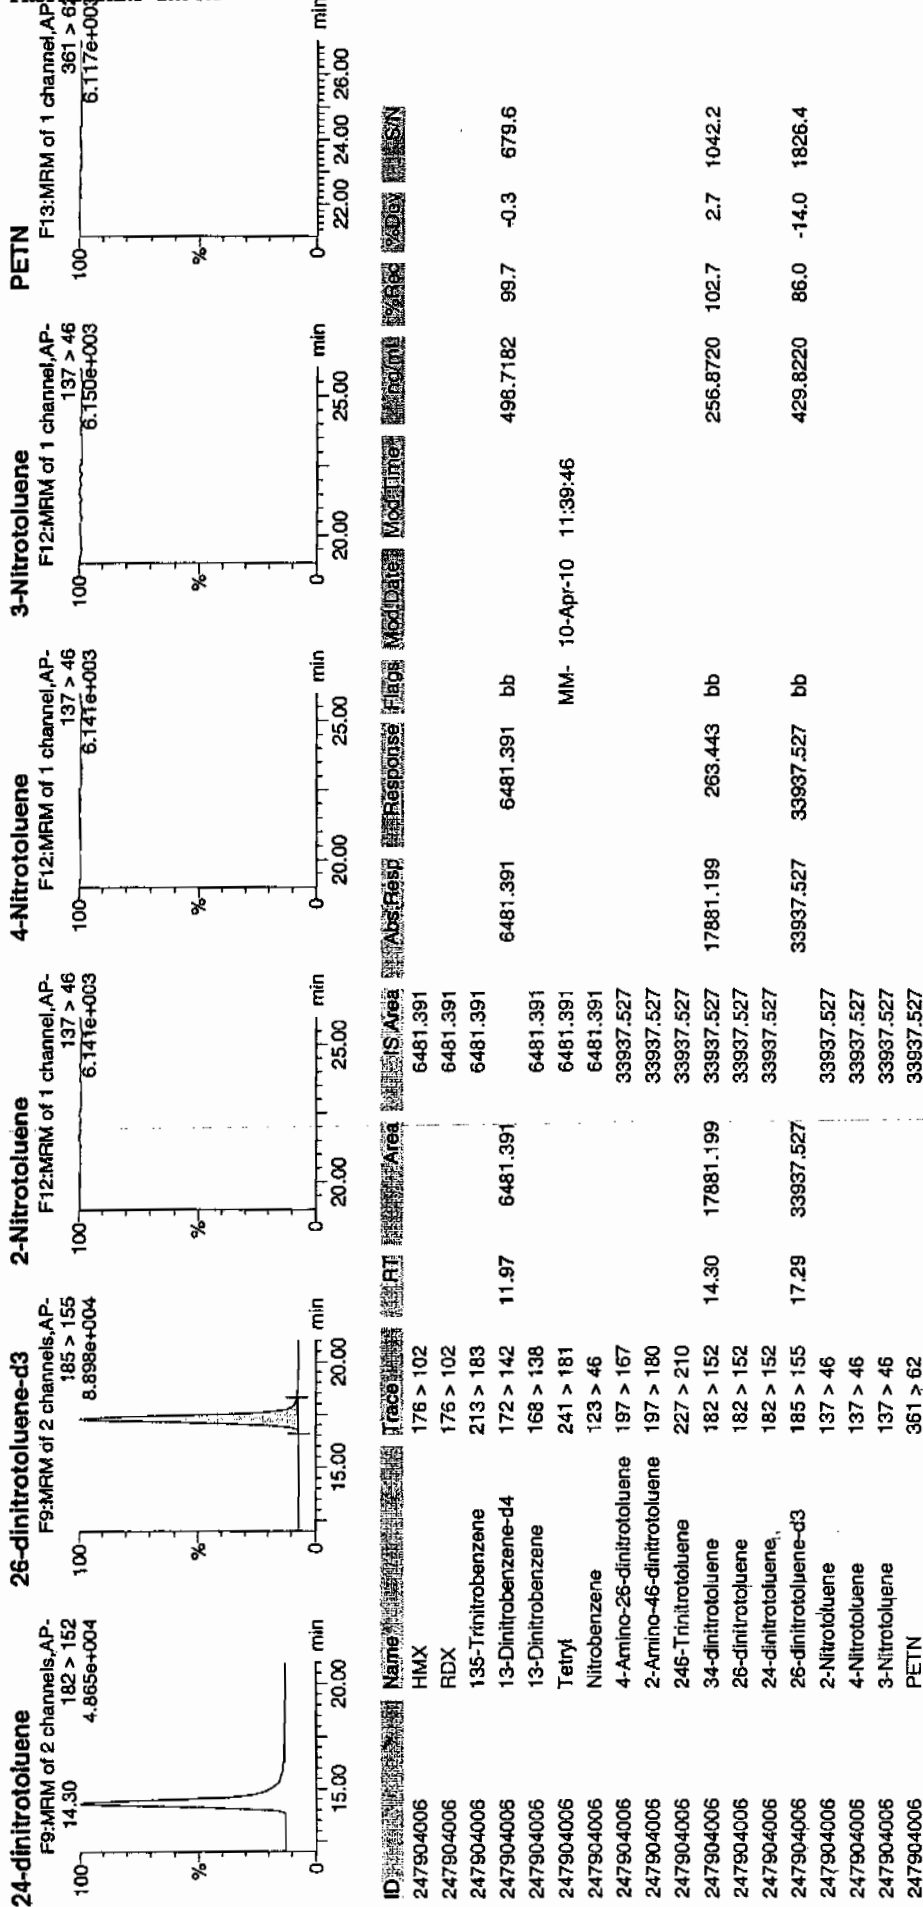 24-dinitrotoluene
F9:MRM of 2 channels,AP-
14.30 182 > 152
4.865e+004
100
%
0
15.00 20.00 min
26-dinitrotoluene-d3
F9:MRM of 2 channels,AP-
185 > 155
8.898e+004
100
%
0
15.00 20.00 min
2-Nitrotoluene
F12:MRM of 1 channel,AP-
137 > 46
6.141e+003
100
%
0
20.00 25.00 min
4-Nitrotoluene
F12:MRM of 1 channel,AP-
137 > 46
6.141e+003
100
%
0
20.00 25.00 min
3-Nitrotoluene
F12:MRM of 1 channel,AP-
137 > 46
6.150e+003
100
%
0
20.00 25.00 min
PETN
F13:MRM of 1 channel,AP-
361 > 62
6.117e+003
100
%
0
22.00 24.00 26.00 min
ID Name Trace RT Area IS Area Abs.Resp Response Flags Mod.Date Mod.Time ng/ml %Rec %Dev S/N
247904006 HMX 176 > 102 6481.391
247904006 RDX 176 > 102 6481.391
247904006 135-Trinitrobenzene 213 > 183 6481.391
247904006 13-Dinitrobenzene-d4 172 > 142 11.97 6481.391 6481.391 6481.391 bb 498.7182 99.7 -0.3 679.6
247904006 13-Dinitrobenzene 168 > 138 6481.391
247904006 Tetryl 241 > 181 6481.391 MM- 10-Apr-10 11:39:46
247904006 Nitrobenzene 123 > 46 6481.391
247904006 4-Amino-26-dinitrotoluene 197 > 167 33937.527
247904006 2-Amino-46-dinitrotoluene 197 > 180 33937.527
247904006 246-Trinitrotoluene 227 > 210 33937.527
247904006 34-dinitrotoluene 182 > 152 14.30 17881.199 33937.527 17881.199 263.443 bb 256.8720 102.7 2.7 1042.2
247904006 26-dinitrotoluene 182 > 152 33937.527
247904006 24-dinitrotoluene 182 > 152 33937.527
247904006 26-dinitrotoluene-d3 185 > 155 17.29 33937.527 33937.527 33937.527 bb 429.8220 86.0 -14.0 1826.4
247904006 2-Nitrotoluene 137 > 46 33937.527
247904006 4-Nitrotoluene 137 > 46 33937.527
247904006 3-Nitrotoluene 137 > 46 33937.527
247904006 PETN 361 > 62 33937.527